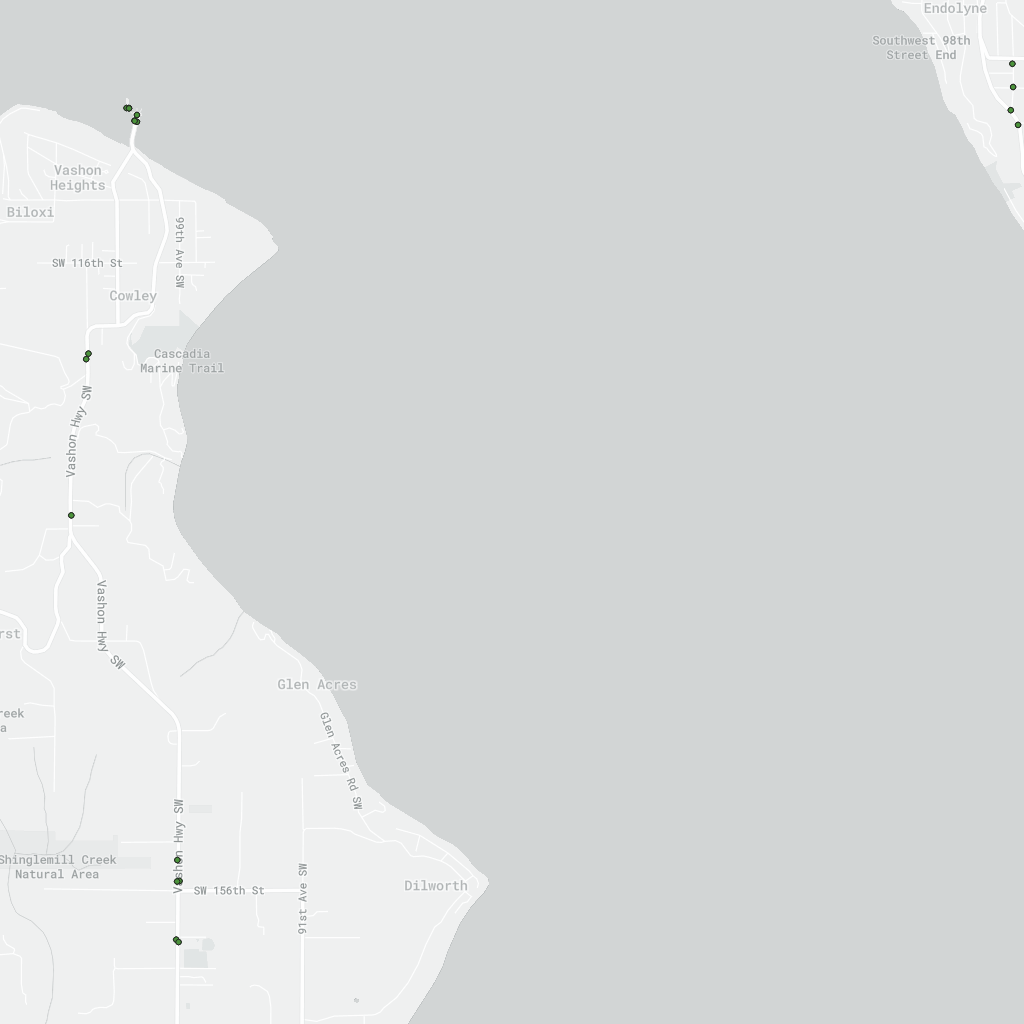 Endolyne
Southwest 98th
Street End
Vashon
Heights
Biloxi
99th Ave SW
SW 116th St
Cowley
Cascadia
Marine Trail
Vashon Hwy SW
Vashon Hwy SW
rst
Glen Acres
reek
a
Glen Acres Rd SW
Vashon Hwy SW
Shinglemill Creek
Natural Area
SW 156th St
91st Ave SW
Dilworth